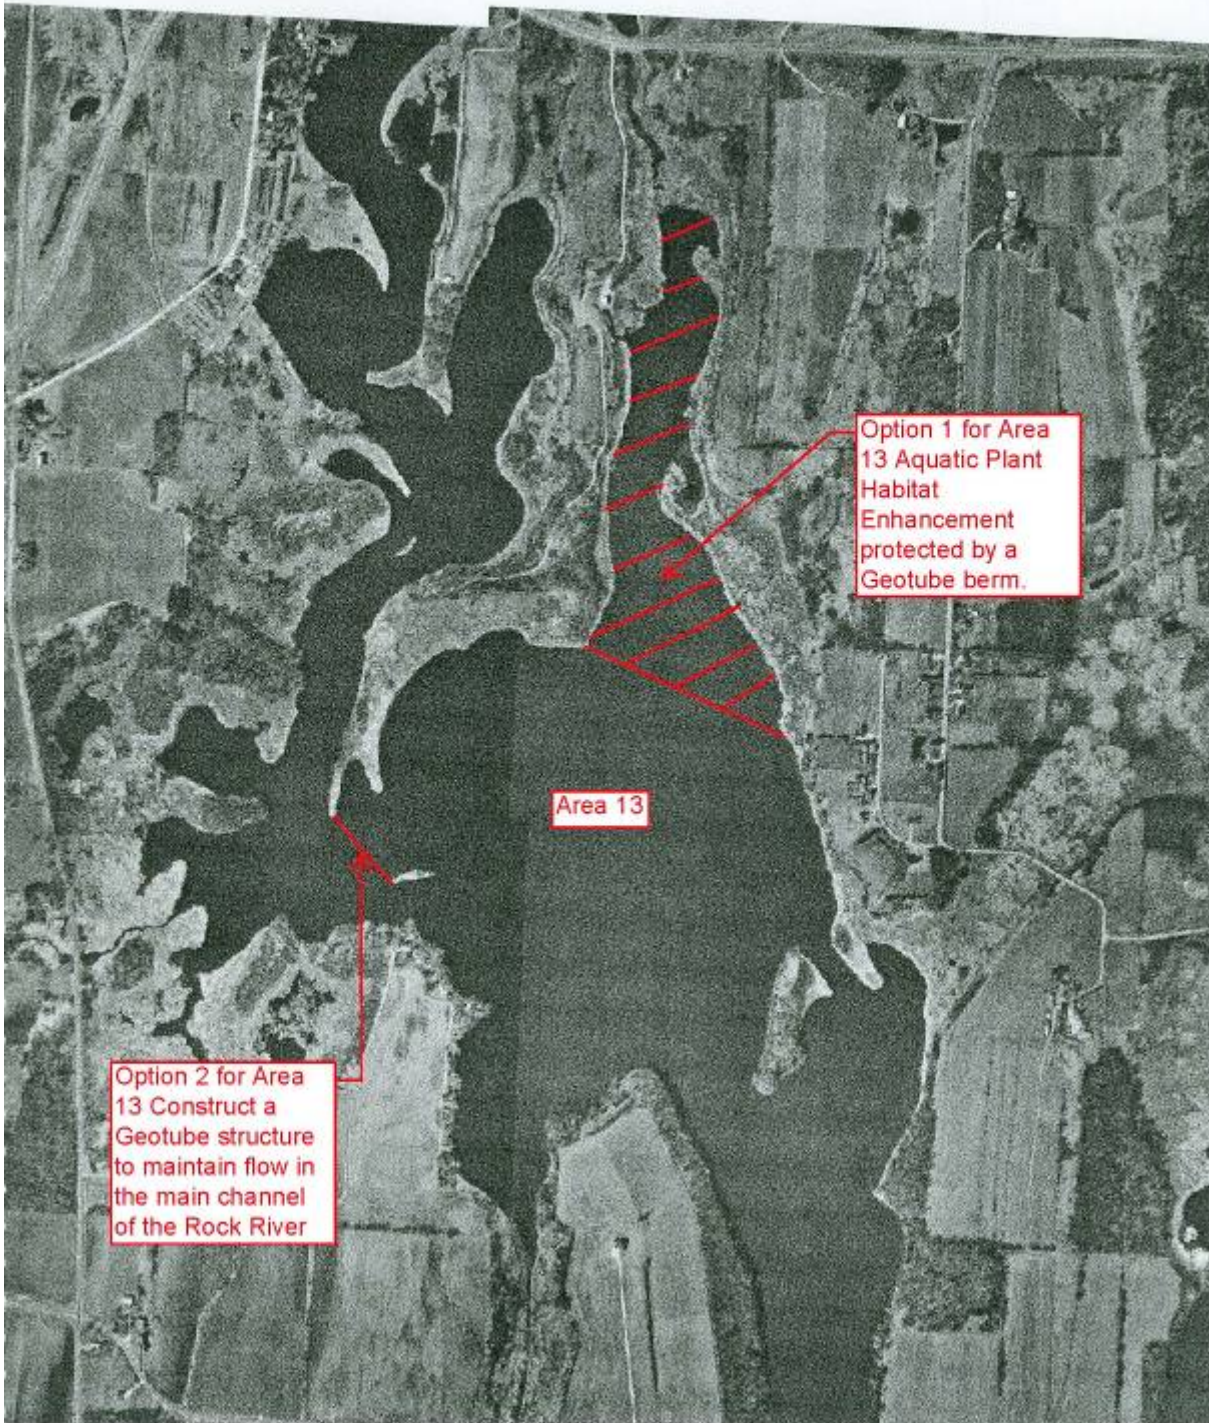 Option 1 for Area
13 Aquatic Plant
Habitat
Enhancement
protected by a
Geotube berm.
Area 13
Option 2 for Area
13 Construct a
Geotube structure
to maintain flow in
the main channel
of the Rock River